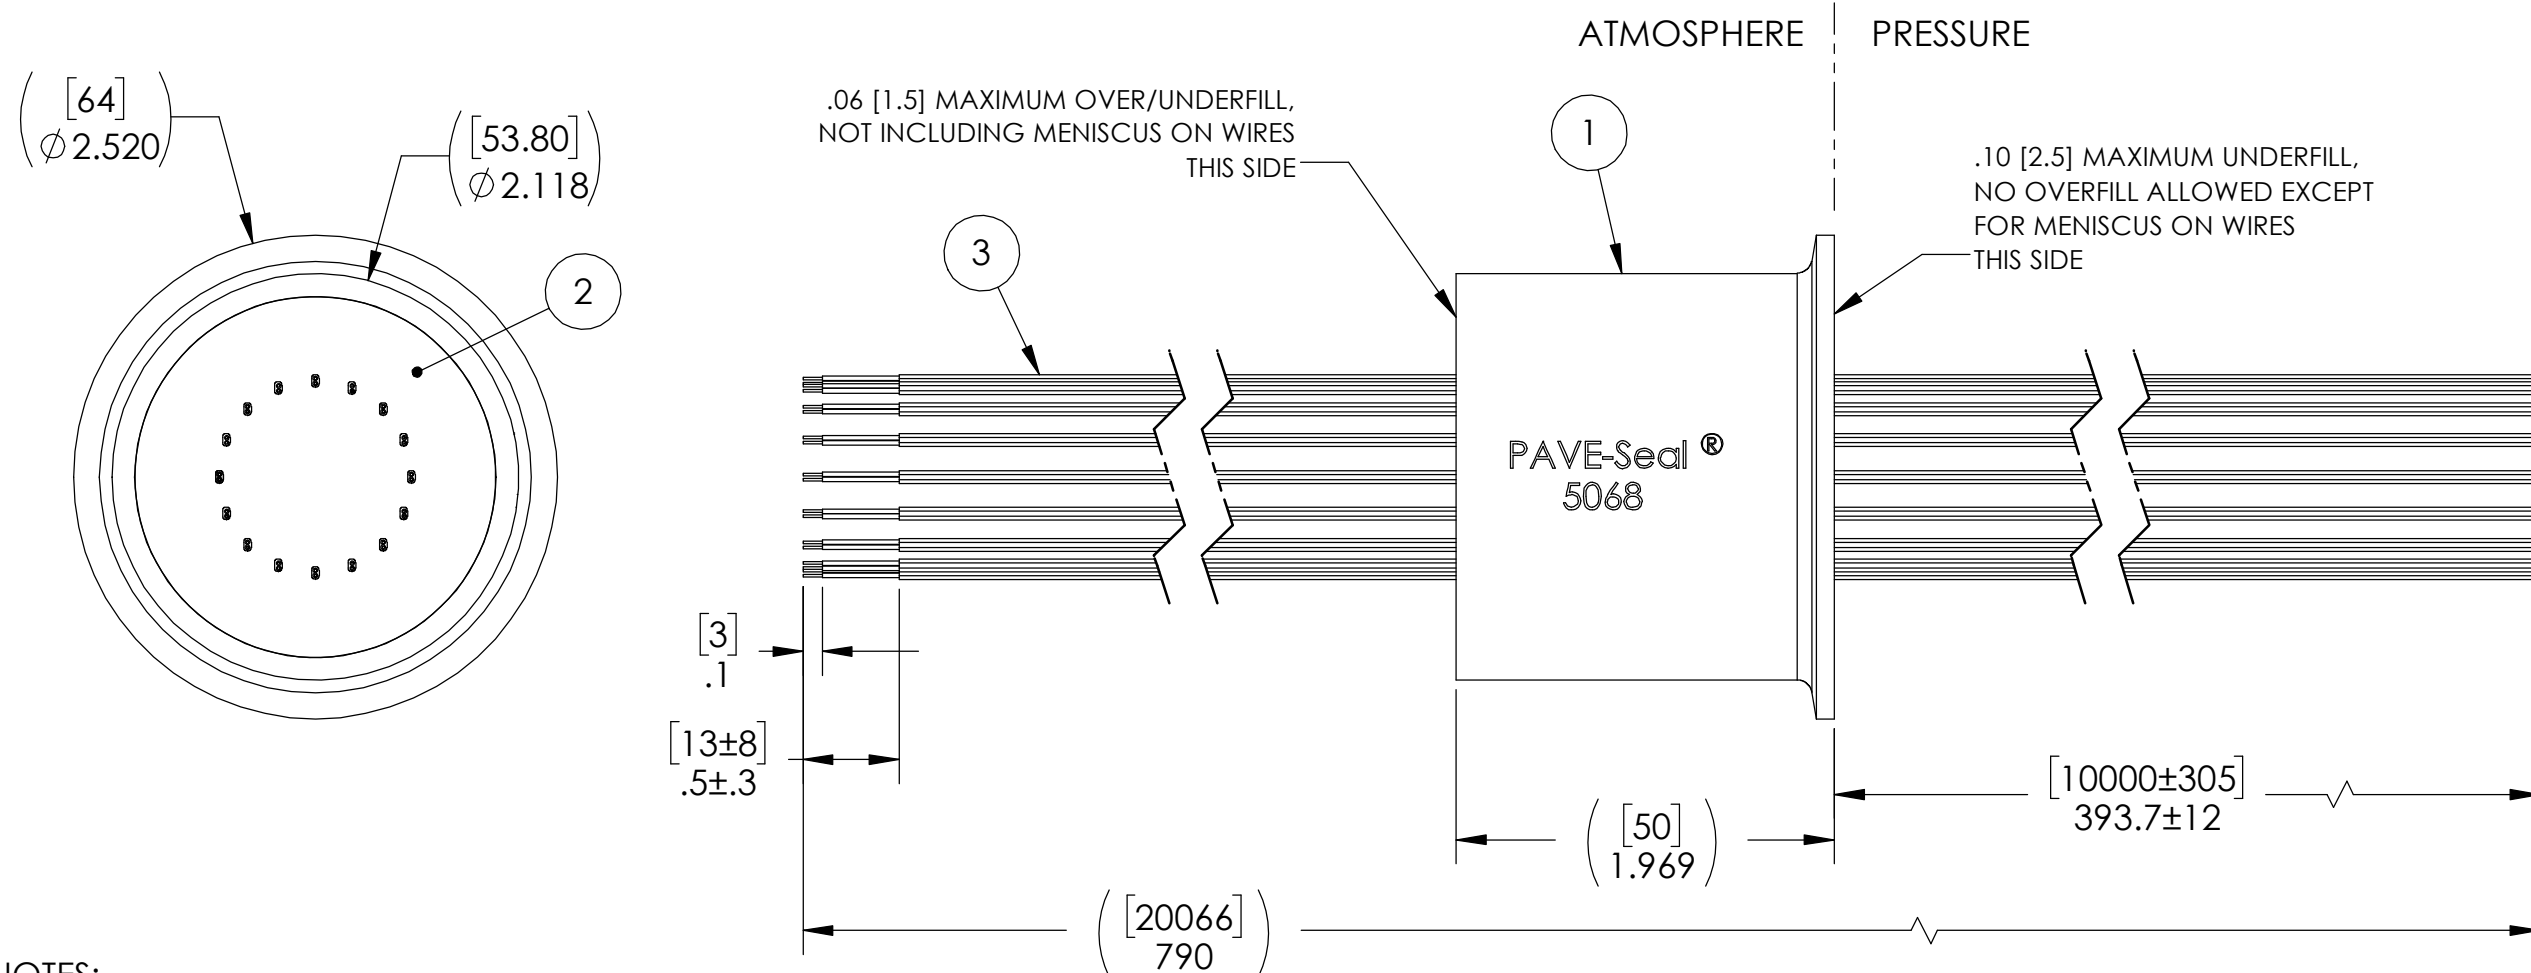 ATMOSPHERE
PRESSURE
[64]
Ø2.520
[53.80]
Ø2.118
.06 [1.5] MAXIMUM OVER/UNDERFILL,
NOT INCLUDING MENISCUS ON WIRES
THIS SIDE
1
.10 [2.5] MAXIMUM UNDERFILL,
NO OVERFILL ALLOWED EXCEPT
FOR MENISCUS ON WIRES
THIS SIDE
3
2
PAVE-Seal ®
5068
[3]
.1
[13±8]
.5±.3
[10000±305]
393.7±12
[50]
1.969
[20066]
790
NOTES: